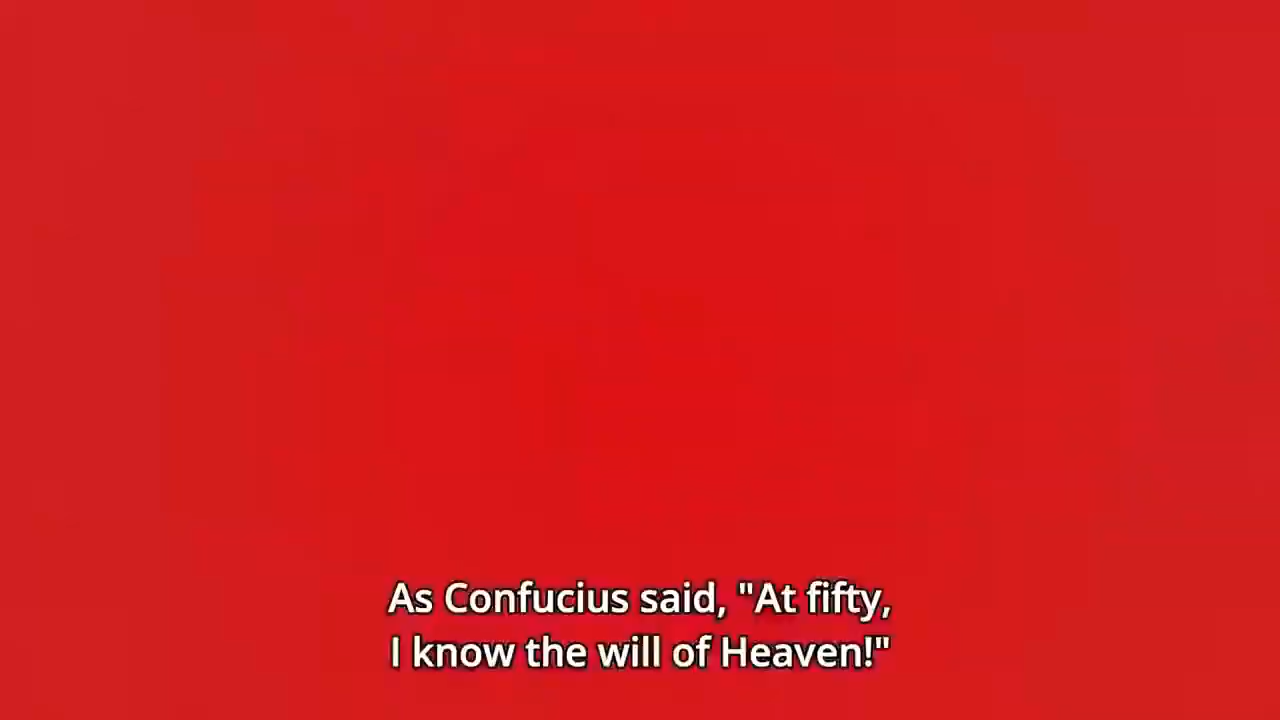 As Confucius said, "At fifty,
I know the will of Heaven!"